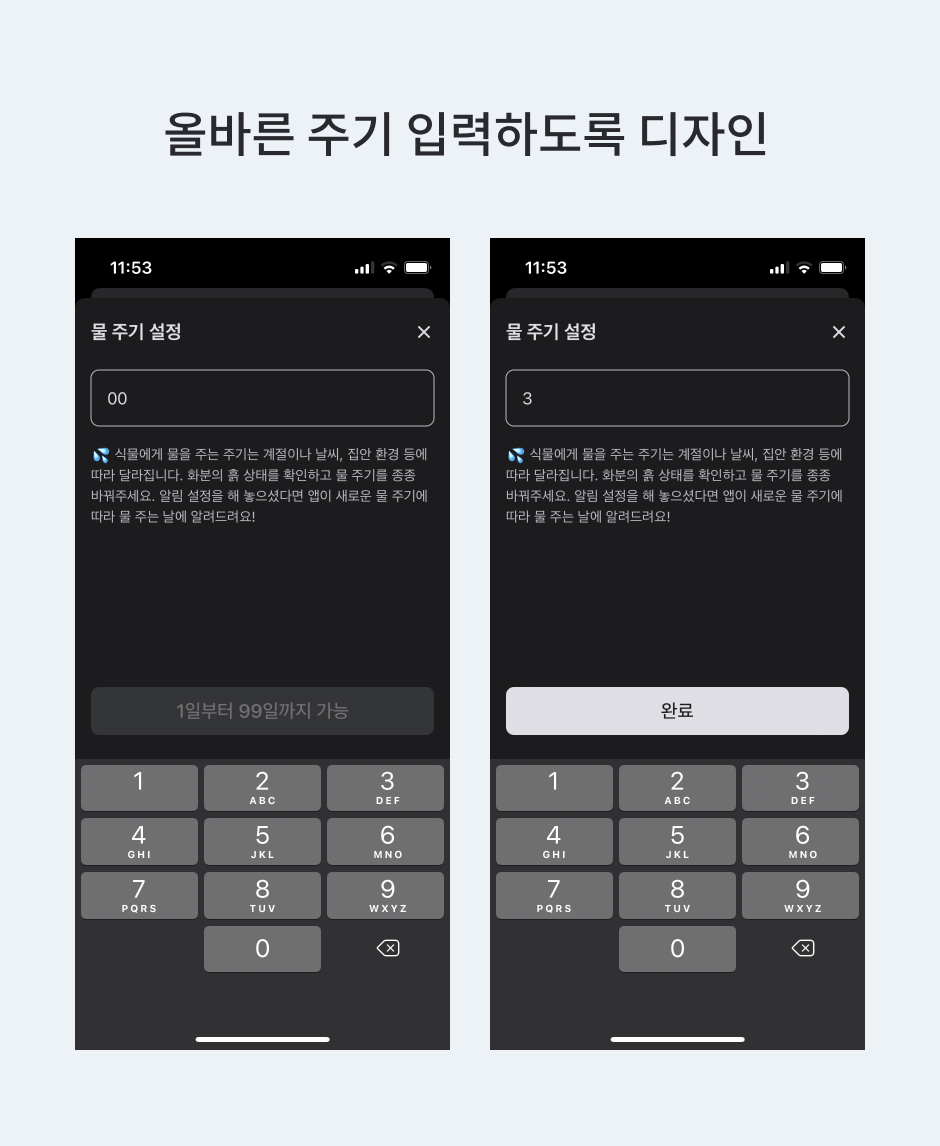 올바른 주기 입력하도록 디자인
11:53
물 주기 설정
00
💦 식물에게 물을 주는 주기는 계절이나 날씨, 집안 환경 등에
따라 달라집니다. 화분의 흙 상태를 확인하고 물 주기를 종종
바꿔주세요. 알림 설정을 해 놓으셨다면 앱이 새로운 물 주기에
따라 물 주는 날에 알려드려요!
1일부터 99일까지 가능
1 2 3
ABC DEF
4 5 6
GHI JKL MNO
7 8 9
PQRS TUV WXYZ
0
11:53
물 주기 설정
3
💦 식물에게 물을 주는 주기는 계절이나 날씨, 집안 환경 등에
따라 달라집니다. 화분의 흙 상태를 확인하고 물 주기를 종종
바꿔주세요. 알림 설정을 해 놓으셨다면 앱이 새로운 물 주기에
따라 물 주는 날에 알려드려요!
완료
1 2 3
ABC DEF
4 5 6
GHI JKL MNO
7 8 9
PQRS TUV WXYZ
0